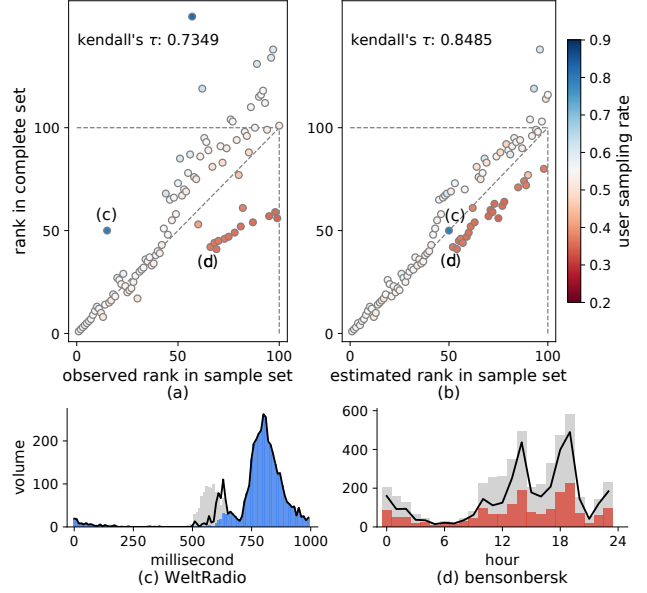 kendall's τ: 0.7349
rank in complete set
100
50
0
(c)
(d)
0
50
100
observed rank in sample set
(a)
kendall's τ: 0.8485
(c)
(d)
0
50
100
estimated rank in sample set
(b)
0.9
0.8
0.7
0.6
0.5
0.4
0.3
0.2
user sampling rate
volume
200
100
0
0
250
500
750
1000
millisecond
(c) WeltRadio
600
400
200
0
0
6
12
18
24
hour
(d) bensonbersk